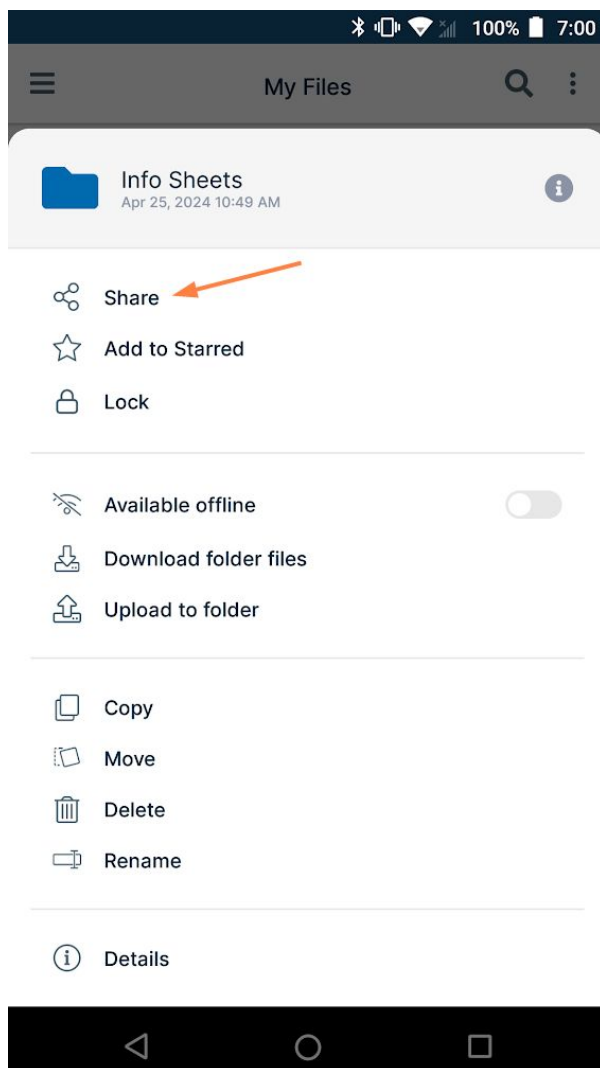 100% 7:00
My Files
Info Sheets
Apr 25, 2024 10:49 AM
Share
Add to Starred
Lock
Available offline
Download folder files
Upload to folder
Copy
Move
Delete
Rename
Details